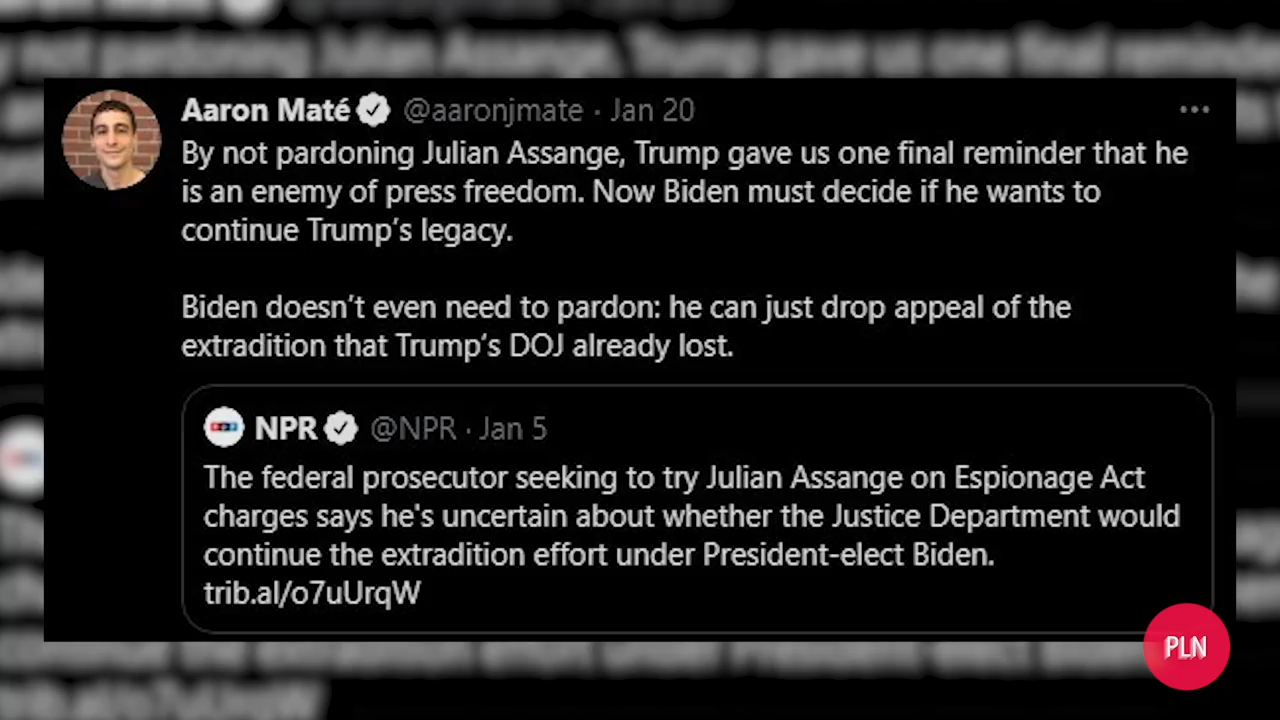 Aaron Maté @aaronjmate · Jan 20
By not pardoning Julian Assange, Trump gave us one final reminder that he
is an enemy of press freedom. Now Biden must decide if he wants to
continue Trump’s legacy.
Biden doesn’t even need to pardon: he can just drop appeal of the
extradition that Trump’s DOJ already lost.
NPR @NPR · Jan 5
The federal prosecutor seeking to try Julian Assange on Espionage Act
charges says he's uncertain about whether the Justice Department would
continue the extradition effort under President-elect Biden.
trib.al/o7uUrqW
PLN